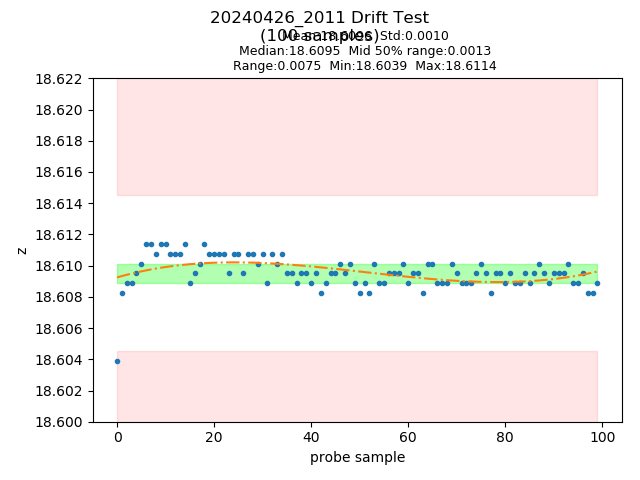 20240426_2011 Drift Test
(100 samples)
Mean:18.6096 Std:0.0010
Median:18.6095 Mid 50% range:0.0013
Range:0.0075 Min:18.6039 Max:18.6114
18.622
18.620
18.618
18.616
18.614
18.612
18.610
18.608
18.606
18.604
18.602
18.600
z
0 20 40 60 80 100
probe sample